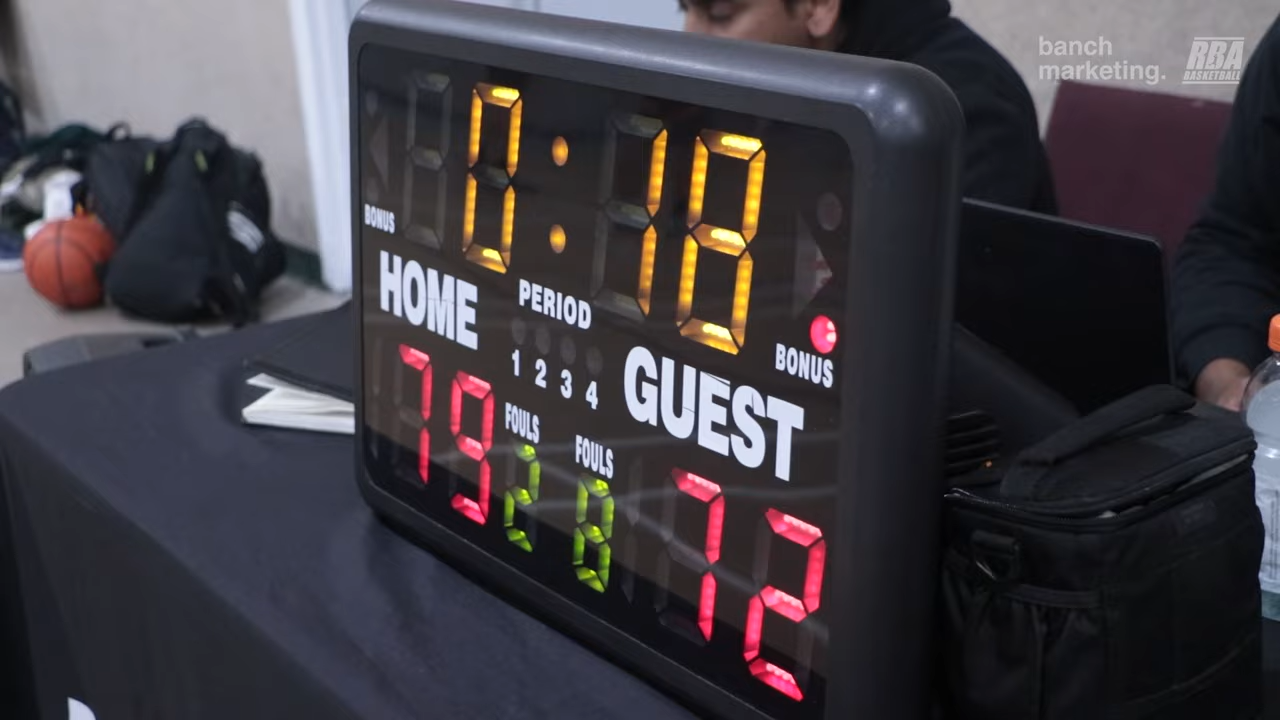 banch
marketing.
RBA
BASKETBALL
0:18
BONUS
HOME
PERIOD
1 2 3 4
GUEST
BONUS
FOULS
FOULS
79
2
8
72